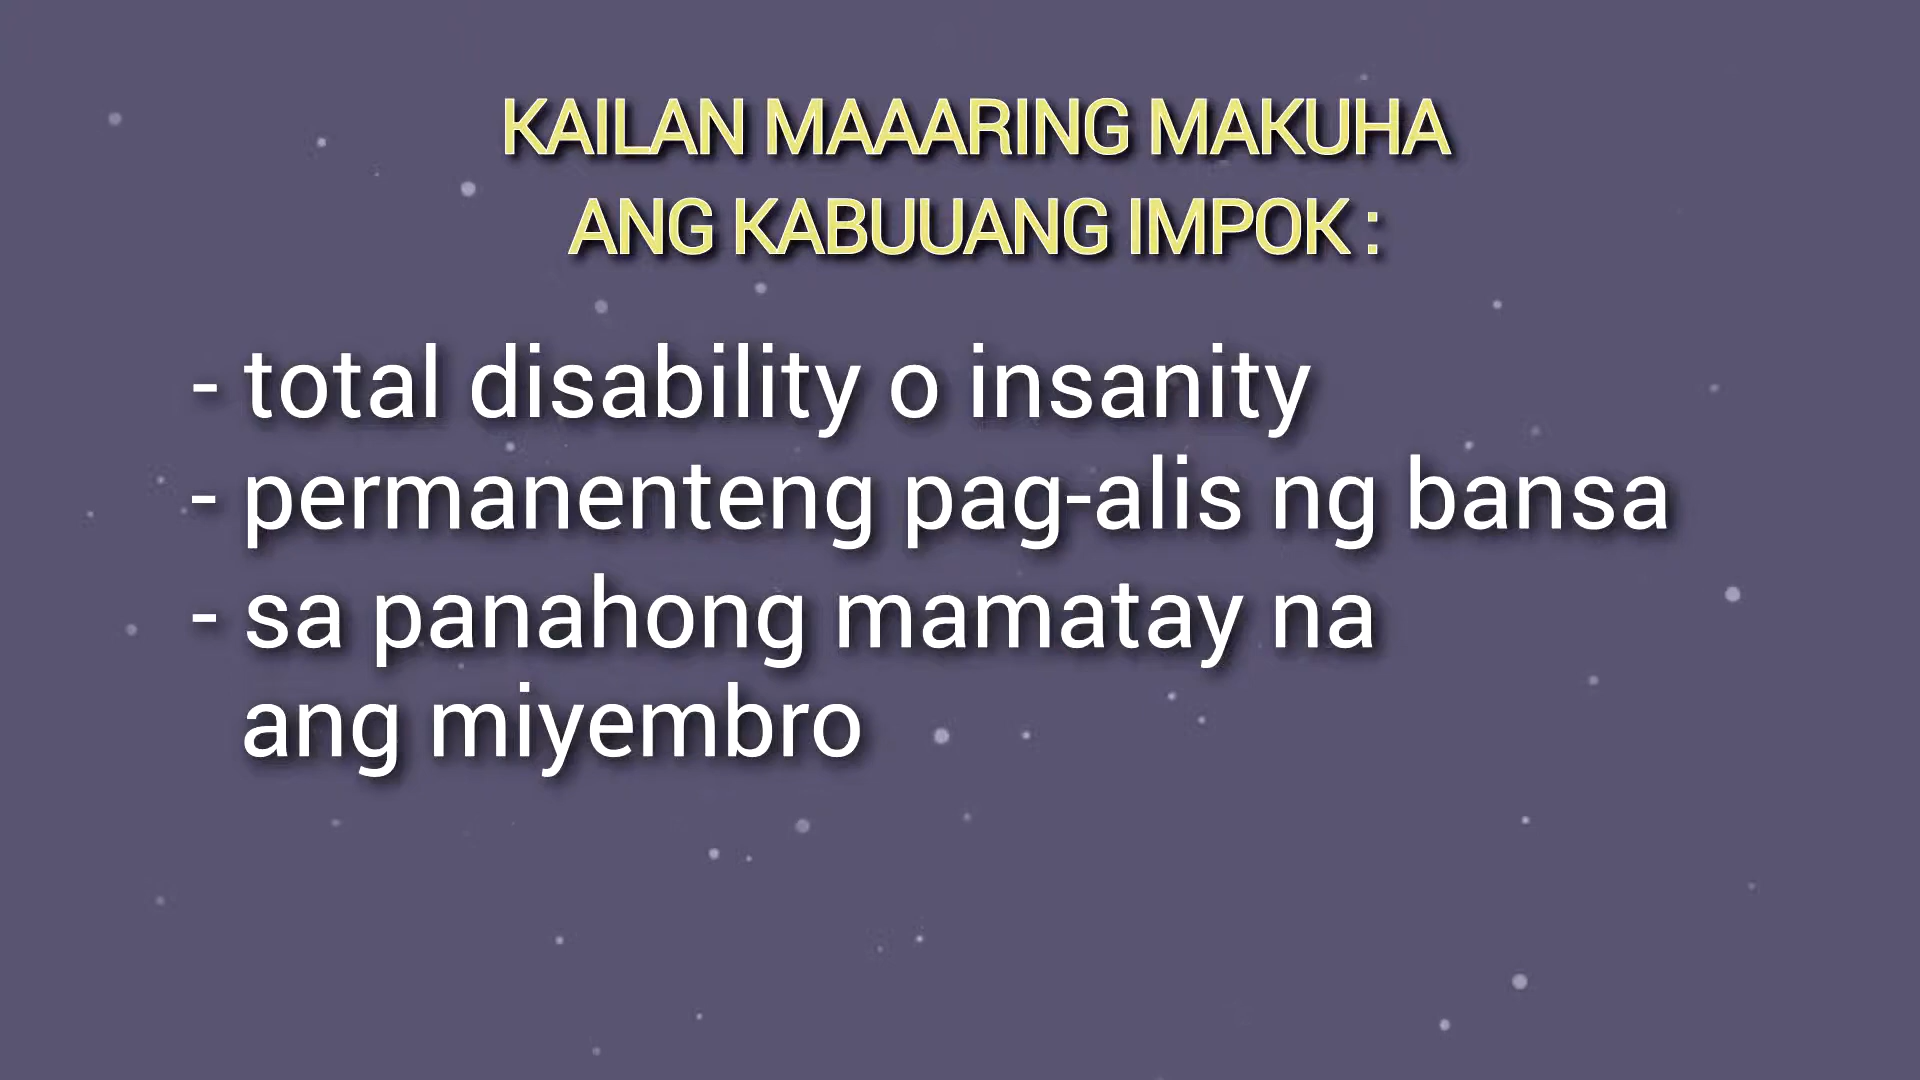 KAILAN MAAARING MAKUHA
ANG KABUUANG IMPOK :
- total disability o insanity
- permanenteng pag-alis ng bansa
- sa panahong mamatay na
ang miyembro